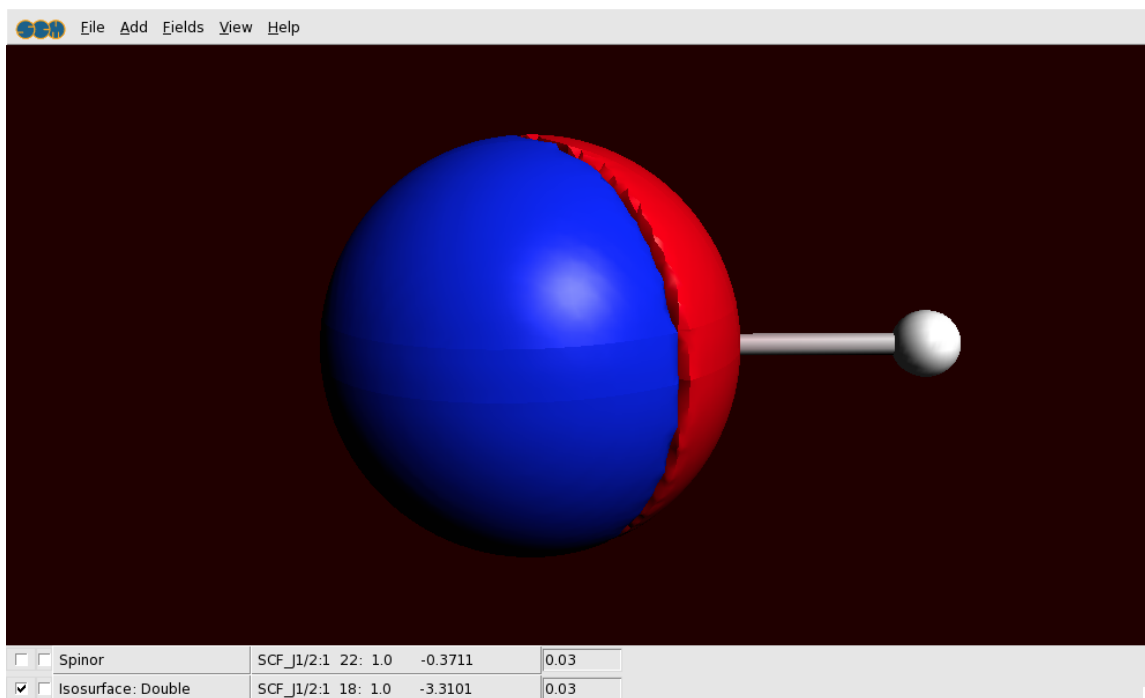 SCM File Add Fields View Help
Spinor SCF_J1/2:1 22: 1.0 -0.3711 0.03
Isosurface: Double SCF_J1/2:1 18: 1.0 -3.3101 0.03